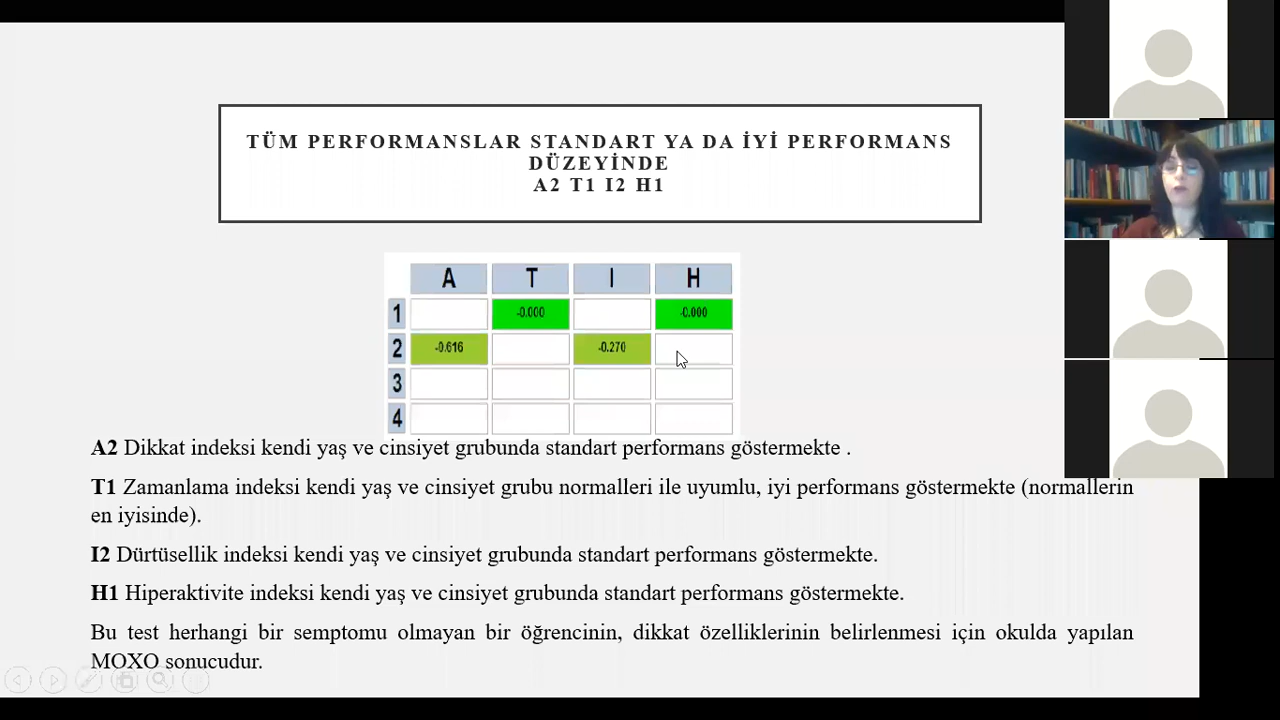 TÜM PERFORMANSLAR STANDART YA DA İYİ PERFORMANS
DÜZEYİNDE
A2 T1 I2 H1
A T I H
1 -0.000 -0.000
2 -0.616 -0.270
3
4
A2 Dikkat indeksi kendi yaş ve cinsiyet grubunda standart performans göstermekte .
T1 Zamanlama indeksi kendi yaş ve cinsiyet grubu normalleri ile uyumlu, iyi performans göstermekte (normallerin
en iyisinde).
I2 Dürtüsellik indeksi kendi yaş ve cinsiyet grubunda standart performans göstermekte.
H1 Hiperaktivite indeksi kendi yaş ve cinsiyet grubunda standart performans göstermekte.
Bu test herhangi bir semptomu olmayan bir öğrencinin, dikkat özelliklerinin belirlenmesi için okulda yapılan
MOXO sonucudur.